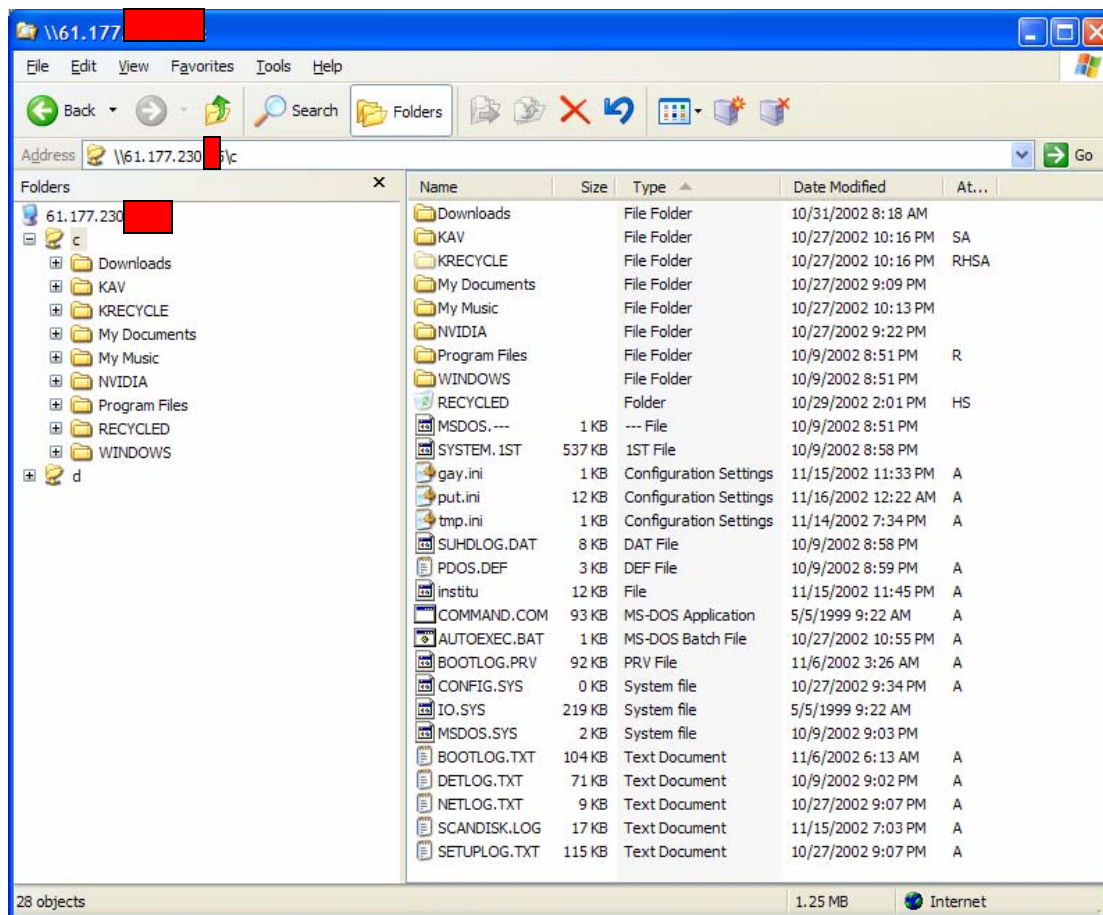 \\61.177
File Edit View Favorites Tools Help
Back Search Folders
Address \\61.177.230 6\c Go
Folders
61.177.230
c
Downloads
KAV
KRECYCLE
My Documents
My Music
NVIDIA
Program Files
RECYCLED
WINDOWS
d
Name Size Type Date Modified At...
Downloads File Folder 10/31/2002 8:18 AM
KAV File Folder 10/27/2002 10:16 PM SA
KRECYCLE File Folder 10/27/2002 10:16 PM RHSA
My Documents File Folder 10/27/2002 9:09 PM
My Music File Folder 10/27/2002 10:13 PM
NVIDIA File Folder 10/27/2002 9:22 PM
Program Files File Folder 10/9/2002 8:51 PM R
WINDOWS File Folder 10/9/2002 8:51 PM
RECYCLED Folder 10/29/2002 2:01 PM HS
MSDOS.--- 1 KB --- File 10/9/2002 8:51 PM
SYSTEM.1ST 537 KB 1ST File 10/9/2002 8:58 PM
gay.ini 1 KB Configuration Settings 11/15/2002 11:33 PM A
put.ini 12 KB Configuration Settings 11/16/2002 12:22 AM A
tmp.ini 1 KB Configuration Settings 11/14/2002 7:34 PM A
SUHDLOG.DAT 8 KB DAT File 10/9/2002 8:58 PM
PDOS.DEF 3 KB DEF File 10/9/2002 8:59 PM A
institu 12 KB File 11/15/2002 11:45 PM A
COMMAND.COM 93 KB MS-DOS Application 5/5/1999 9:22 AM A
AUTOEXEC.BAT 1 KB MS-DOS Batch File 10/27/2002 10:55 PM A
BOOTLOG.PRV 92 KB PRV File 11/6/2002 3:26 AM A
CONFIG.SYS 0 KB System file 10/27/2002 9:34 PM A
IO.SYS 219 KB System file 5/5/1999 9:22 AM
MSDOS.SYS 2 KB System file 10/9/2002 9:03 PM
BOOTLOG.TXT 104 KB Text Document 11/6/2002 6:13 AM A
DETLOG.TXT 71 KB Text Document 10/9/2002 9:02 PM A
NETLOG.TXT 9 KB Text Document 10/27/2002 9:07 PM A
SCANDISK.LOG 17 KB Text Document 11/15/2002 7:03 PM A
SETUPLOG.TXT 115 KB Text Document 10/27/2002 9:07 PM A
28 objects 1.25 MB Internet